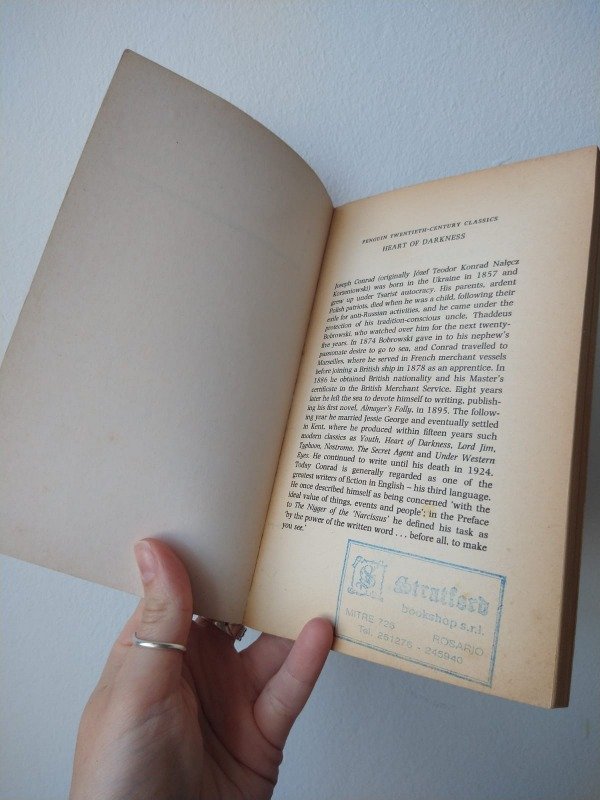 PENGUIN TWENTIETH-CENTURY CLASSICS
HEART OF DARKNESS
Joseph Conrad (originally Józef Teodor Konrad Nałęcz
Korzeniowski) was born in the Ukraine in 1857 and
grew up under Tsarist autocracy. His parents, ardent
Polish patriots, died when he was a child, following their
exile for anti-Russian activities, and he came under the
protection of his tradition-conscious uncle, Thaddeus
Bobrowski, who watched over him for the next twenty-
five years. In 1874 Bobrowski gave in to his nephew's
passionate desire to go to sea, and Conrad travelled to
Marseilles, where he served in French merchant vessels
before joining a British ship in 1878 as an apprentice. In
1886 he obtained British nationality and his Master's
certificate in the British Merchant Service. Eight years
later he left the sea to devote himself to writing, publish-
ing his first novel, Almayer's Folly, in 1895. The follow-
ing year he married Jessie George and eventually settled
in Kent, where he produced within fifteen years such
modern classics as Youth, Heart of Darkness, Lord Jim,
Typhoon, Nostromo, The Secret Agent and Under Western
Eyes. He continued to write until his death in 1924.
Today Conrad is generally regarded as one of the
greatest writers of fiction in English – his third language.
He once described himself as being concerned 'with the
ideal value of things, events and people'; in the Preface
to The Nigger of the 'Narcissus' he defined his task as
'by the power of the written word . . . before all, to make
you see.'
S Stratford
bookshop s.r.l.
MITRE 726 ROSARIO
Tel. 261276 - 245940